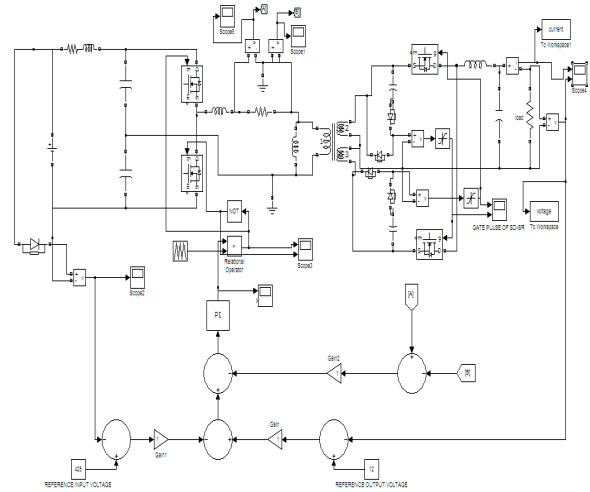 Scope5
[A]
[B]
Scope1
current
To Workspace1
Scope4
load
NOT
Relational
Operator
Scope3
Scope2
GATE PULSE OF SD-SR
voltage
To Workspace
PI
[A]
[B]
Gain2
Gain1
Gain
425
REFERENCE INPUT VOLTAGE
12
REFERENCE OUTPUT VOLTAGE